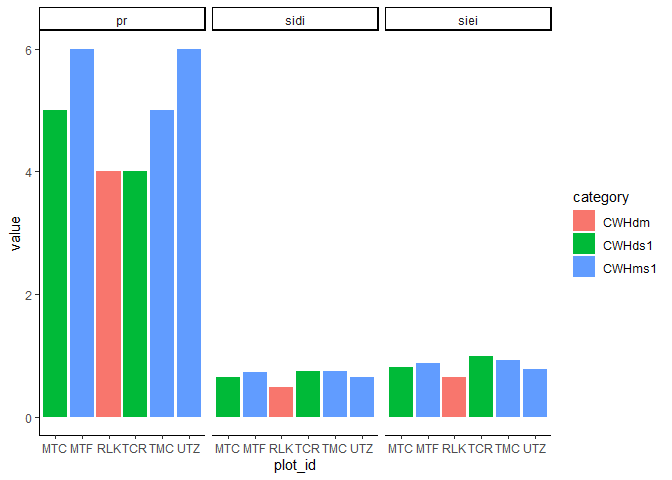 pr sidi siei
6
4
2
0
value
MTC MTF RLK TCR TMC UTZ MTC MTF RLK TCR TMC UTZ MTC MTF RLK TCR TMC UTZ
plot_id
category
CWHdm
CWHds1
CWHms1